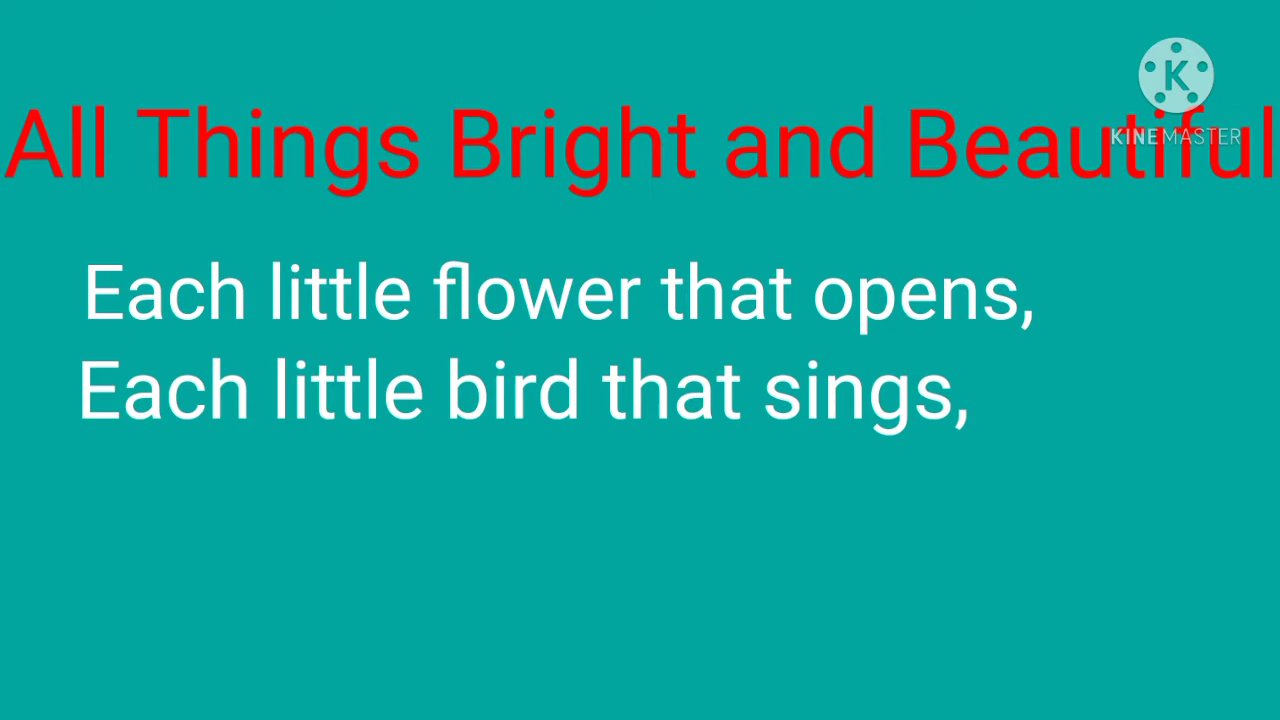 All Things Bright and Beautiful
KINEMASTER
Each little flower that opens,
Each little bird that sings,